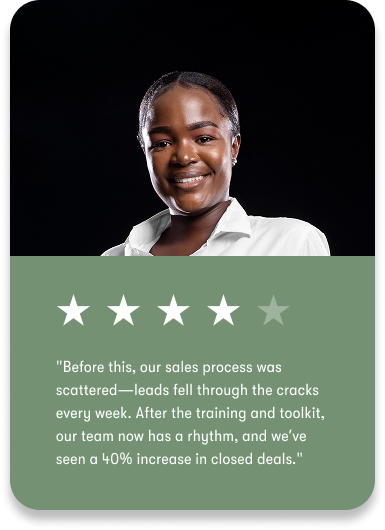 "Before this, our sales process was
scattered—leads fell through the cracks
every week. After the training and toolkit,
our team now has a rhythm, and we've
seen a 40% increase in closed deals."